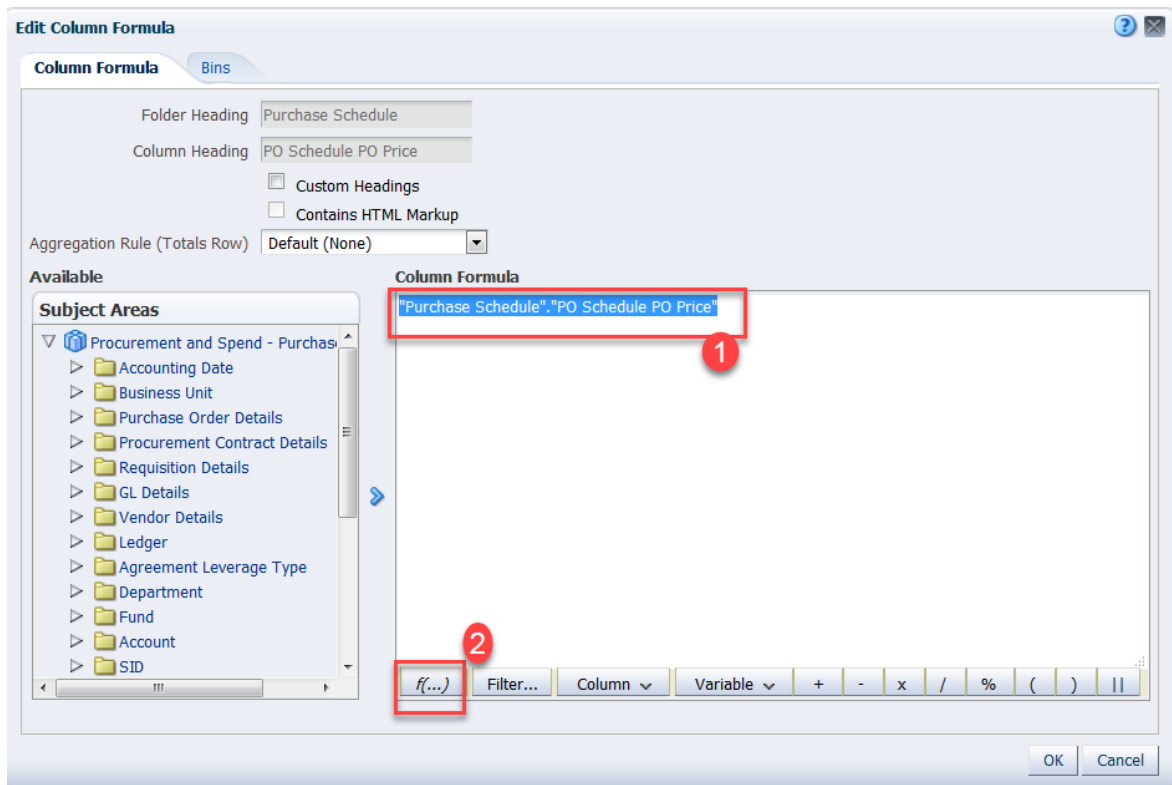 Edit Column Formula
?
Column Formula Bins
Folder Heading Purchase Schedule
Column Heading PO Schedule PO Price
Custom Headings
Contains HTML Markup
Aggregation Rule (Totals Row) Default (None)
Available Column Formula
Subject Areas
"Purchase Schedule"."PO Schedule PO Price"
1
Procurement and Spend - Purchas
Accounting Date
Business Unit
Purchase Order Details
Procurement Contract Details
Requisition Details
GL Details
Vendor Details
Ledger
Agreement Leverage Type
Department
Fund
Account
SID
2
f(...) Filter... Column Variable + - x / % ( ) ||
OK Cancel